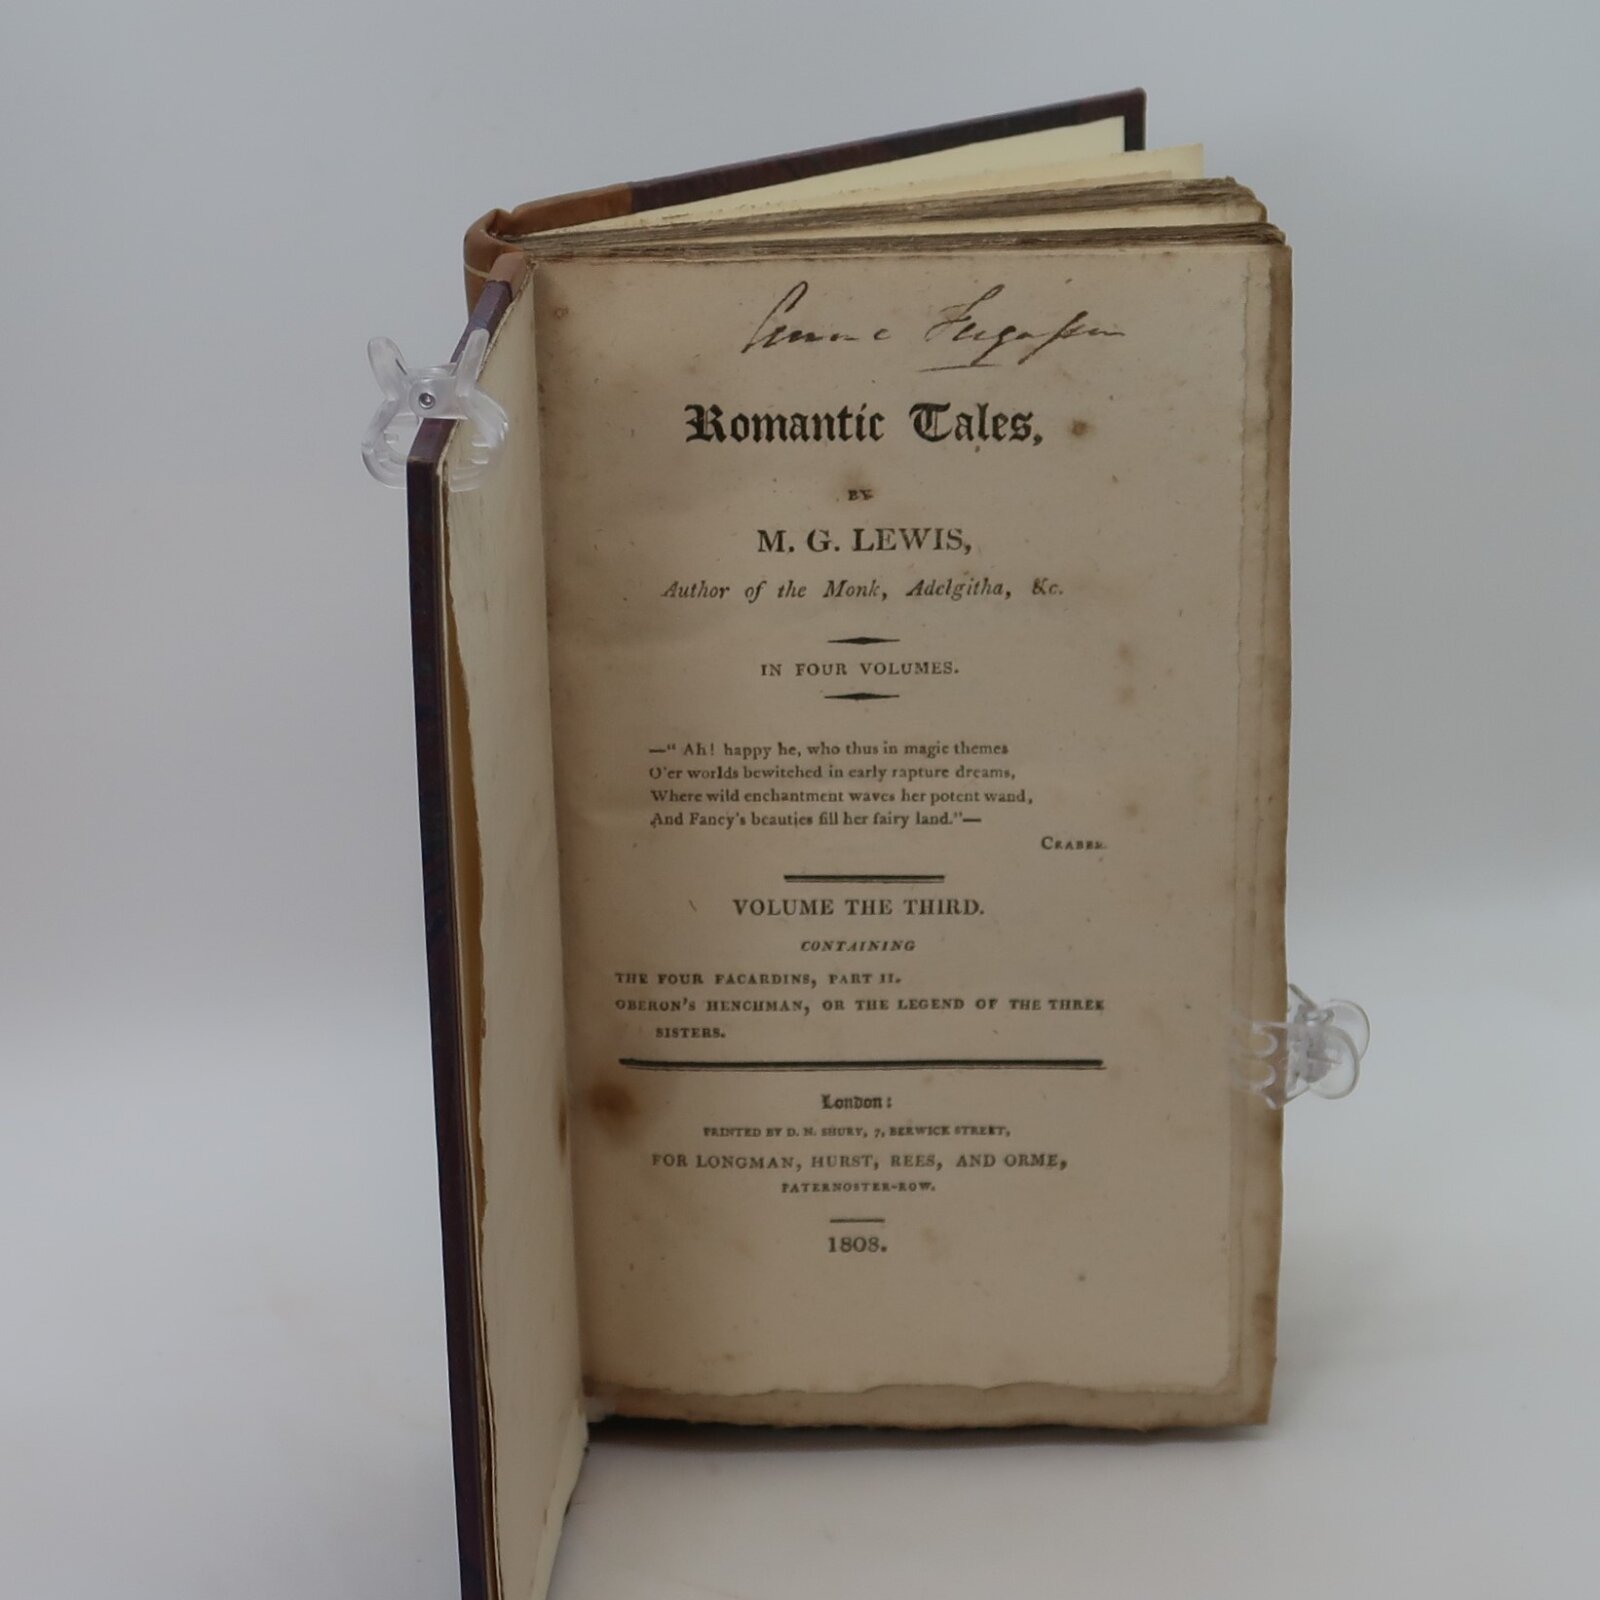 Anne Fergusson
Romantic Tales,
BY
M. G. LEWIS,
Author of the Monk, Adelgitha, &c.
IN FOUR VOLUMES.
—“ Ah! happy he, who thus in magic themes
O'er worlds bewitched in early rapture dreams,
Where wild enchantment waves her potent wand,
And Fancy's beauties fill her fairy land.”—
CRABBE.
VOLUME THE THIRD.
CONTAINING
THE FOUR FACARDINS, PART II.
OBERON'S HENCHMAN, OR THE LEGEND OF THE THREE
SISTERS.
London:
PRINTED BY D. N. SHURY, 7, BERWICK STREET,
FOR LONGMAN, HURST, REES, AND ORME,
PATERNOSTER-ROW.
1808.